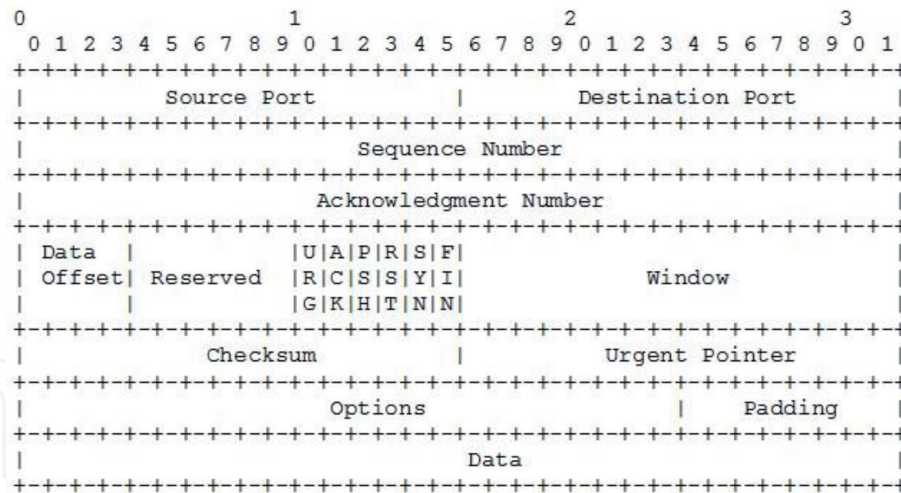 0                   1                   2                   3
 0 1 2 3 4 5 6 7 8 9 0 1 2 3 4 5 6 7 8 9 0 1 2 3 4 5 6 7 8 9 0 1
+-+-+-+-+-+-+-+-+-+-+-+-+-+-+-+-+-+-+-+-+-+-+-+-+-+-+-+-+-+-+-+-+
|          Source Port          |        Destination Port       |
+-+-+-+-+-+-+-+-+-+-+-+-+-+-+-+-+-+-+-+-+-+-+-+-+-+-+-+-+-+-+-+-+
|                        Sequence Number                        |
+-+-+-+-+-+-+-+-+-+-+-+-+-+-+-+-+-+-+-+-+-+-+-+-+-+-+-+-+-+-+-+-+
|                     Acknowledgment Number                     |
+-+-+-+-+-+-+-+-+-+-+-+-+-+-+-+-+-+-+-+-+-+-+-+-+-+-+-+-+-+-+-+-+
| Data  |           |U|A|P|R|S|F|                               |
| Offset| Reserved  |R|C|S|S|Y|I|             Window            |
|       |           |G|K|H|T|N|N|                               |
+-+-+-+-+-+-+-+-+-+-+-+-+-+-+-+-+-+-+-+-+-+-+-+-+-+-+-+-+-+-+-+-+
|             Checksum          |          Urgent Pointer       |
+-+-+-+-+-+-+-+-+-+-+-+-+-+-+-+-+-+-+-+-+-+-+-+-+-+-+-+-+-+-+-+-+
|                      Options                  |    Padding    |
+-+-+-+-+-+-+-+-+-+-+-+-+-+-+-+-+-+-+-+-+-+-+-+-+-+-+-+-+-+-+-+-+
|                                Data                           |
+-+-+-+-+-+-+-+-+-+-+-+-+-+-+-+-+-+-+-+-+-+-+-+-+-+-+-+-+-+-+-+-+